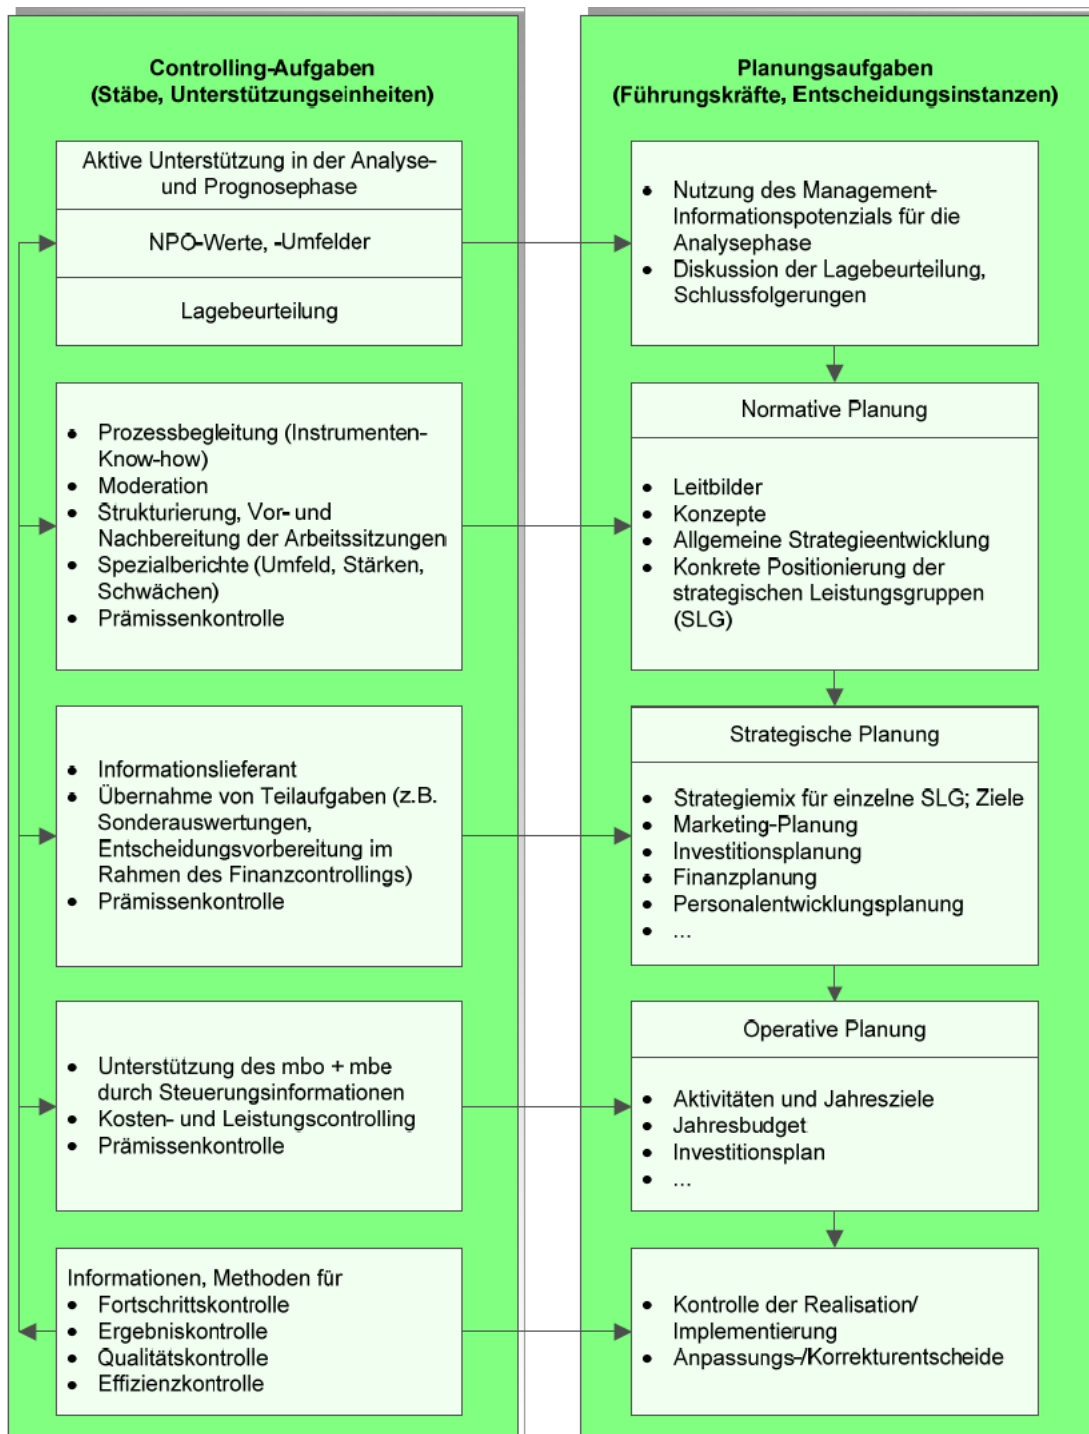 Controlling-Aufgaben
(Stäbe, Unterstützungseinheiten)
Aktive Unterstützung in der Analyse-
und Prognosephase
NPO-Werte, -Umfelder
Lagebeurteilung
• Prozessbegleitung (Instrumenten-
Know-how)
• Moderation
• Strukturierung, Vor- und
Nachbereitung der Arbeitssitzungen
• Spezialberichte (Umfeld, Stärken,
Schwächen)
• Prämissenkontrolle
• Informationslieferant
• Übernahme von Teilaufgaben (z.B.
Sonderauswertungen,
Entscheidungsvorbereitung im
Rahmen des Finanzcontrollings)
• Prämissenkontrolle
• Unterstützung des mbo + mbe
durch Steuerungsinformationen
• Kosten- und Leistungscontrolling
• Prämissenkontrolle
Informationen, Methoden für
• Fortschrittskontrolle
• Ergebniskontrolle
• Qualitätskontrolle
• Effizienzkontrolle
Planungsaufgaben
(Führungskräfte, Entscheidungsinstanzen)
• Nutzung des Management-
Informationspotenzials für die
Analysephase
• Diskussion der Lagebeurteilung,
Schlussfolgerungen
Normative Planung
• Leitbilder
• Konzepte
• Allgemeine Strategieentwicklung
• Konkrete Positionierung der
strategischen Leistungsgruppen
(SLG)
Strategische Planung
• Strategiemix für einzelne SLG; Ziele
• Marketing-Planung
• Investitionsplanung
• Finanzplanung
• Personalentwicklungsplanung
• ...
Operative Planung
• Aktivitäten und Jahresziele
• Jahresbudget
• Investitionsplan
• ...
• Kontrolle der Realisation/
Implementierung
• Anpassungs-/Korrekturentscheide